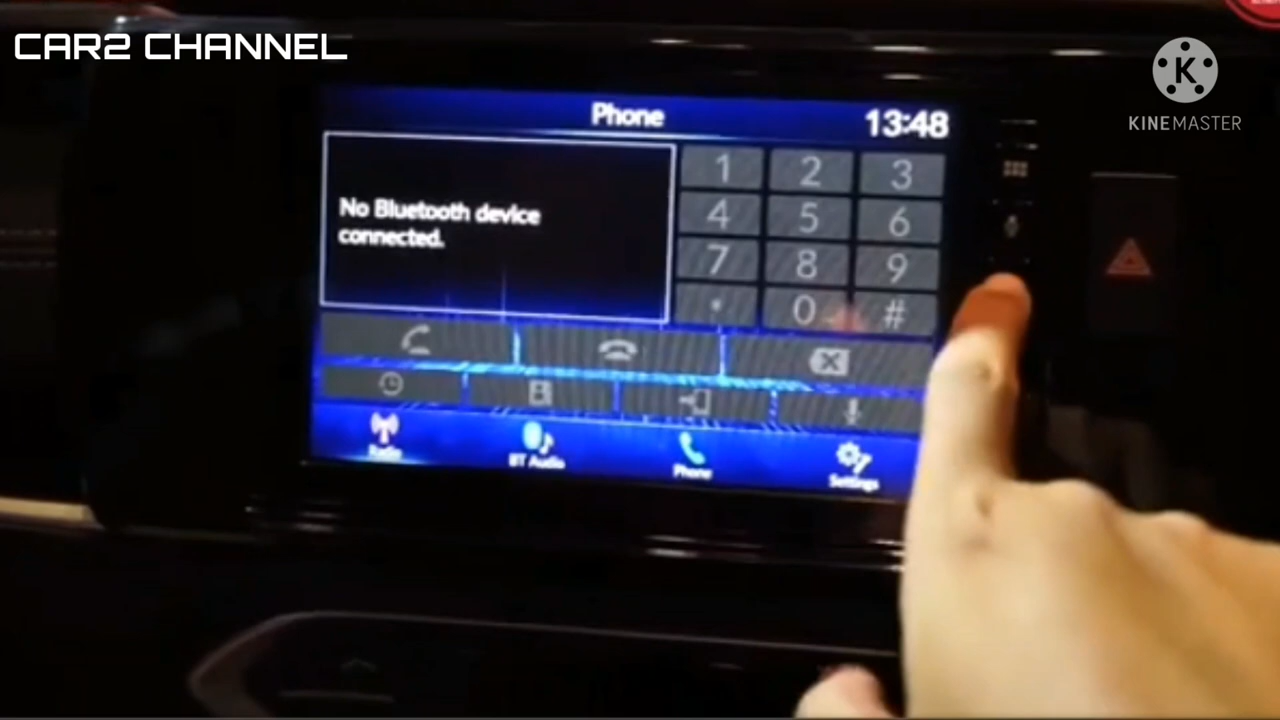 CAR2 CHANNEL
K
KINEMASTER
Phone
13:48
No Bluetooth device
connected.
1 2 3
4 5 6
7 8 9
* 0 #
Radio
BT Audio
Phone
Settings